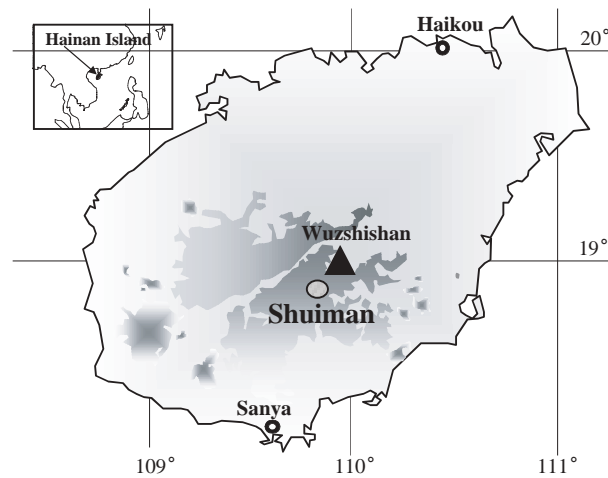 Haikou
20°
Hainan Island
Wuzshishan
19°
Shuiman
Sanya
109°
110°
111°